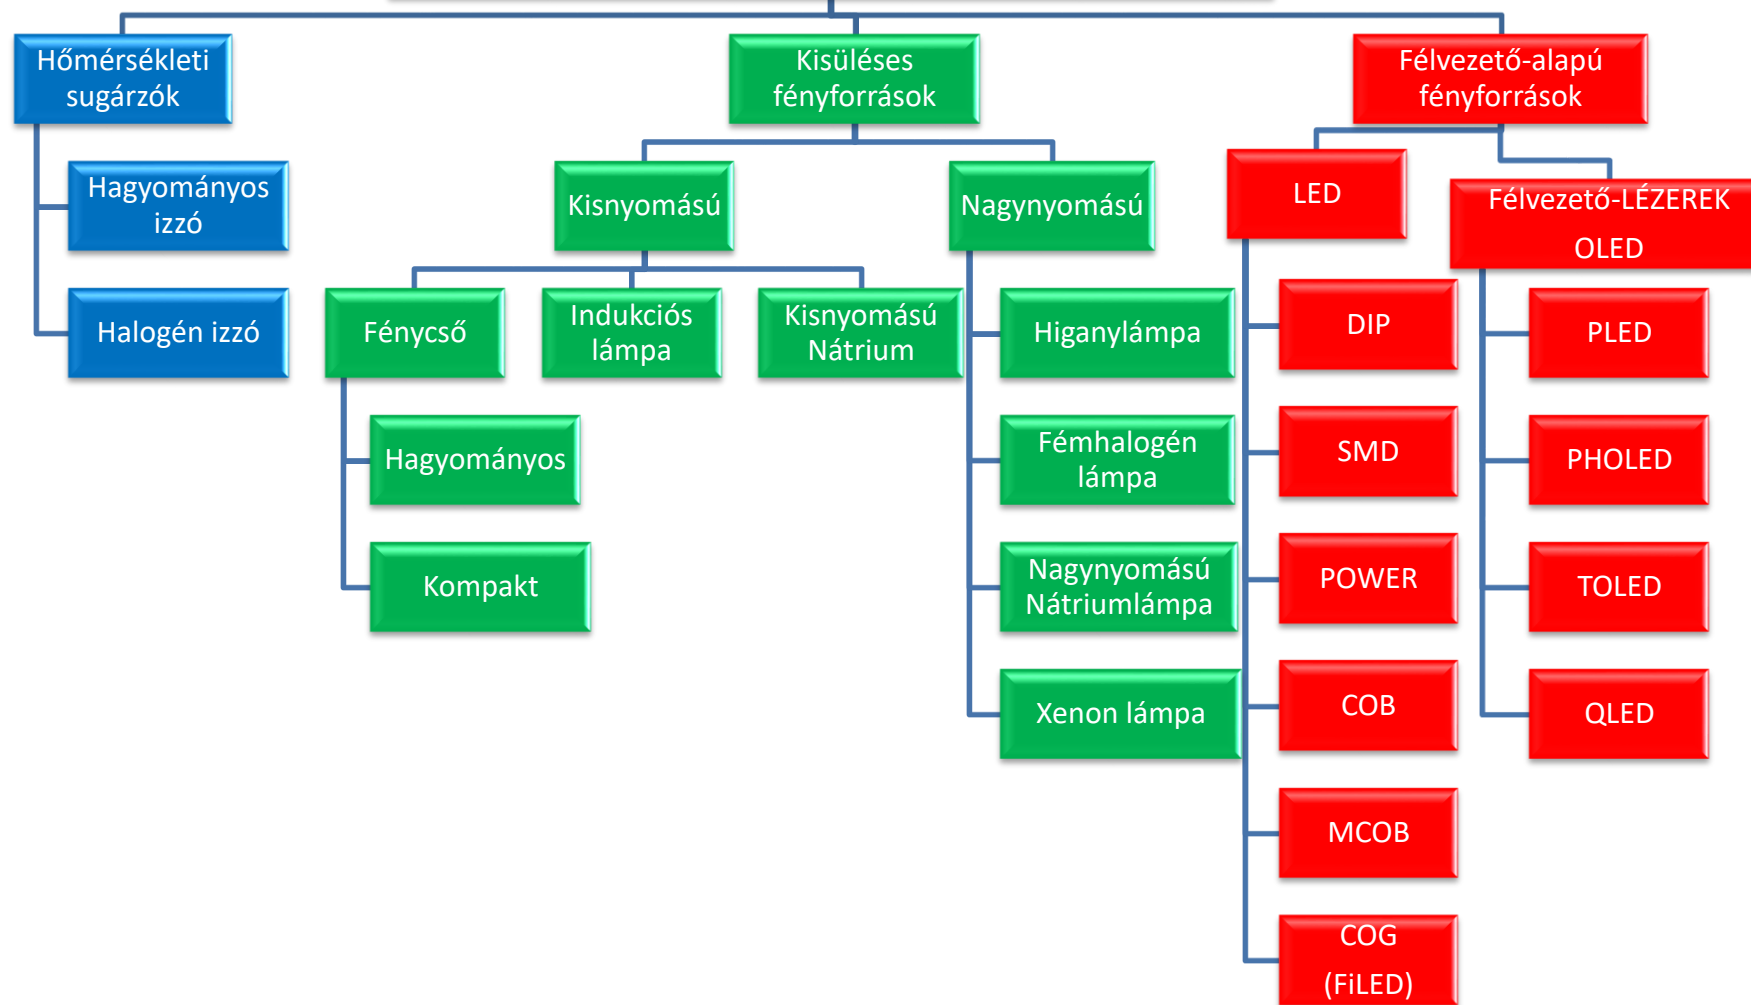 Hőmérsékleti
sugárzók
Hagyományos
izzó
Halogén izzó
Kisüléses
fényforrások
Kisnyomású
Fénycső
Hagyományos
Kompakt
Indukciós
lámpa
Kisnyomású
Nátrium
Nagynyomású
Higanylámpa
Fémhalogén
lámpa
Nagynyomású
Nátriumlámpa
Xenon lámpa
Félvezető-alapú
fényforrások
LED
DIP
SMD
POWER
COB
MCOB
COG
(FiLED)
Félvezető-LÉZEREK
OLED
PLED
PHOLED
TOLED
QLED